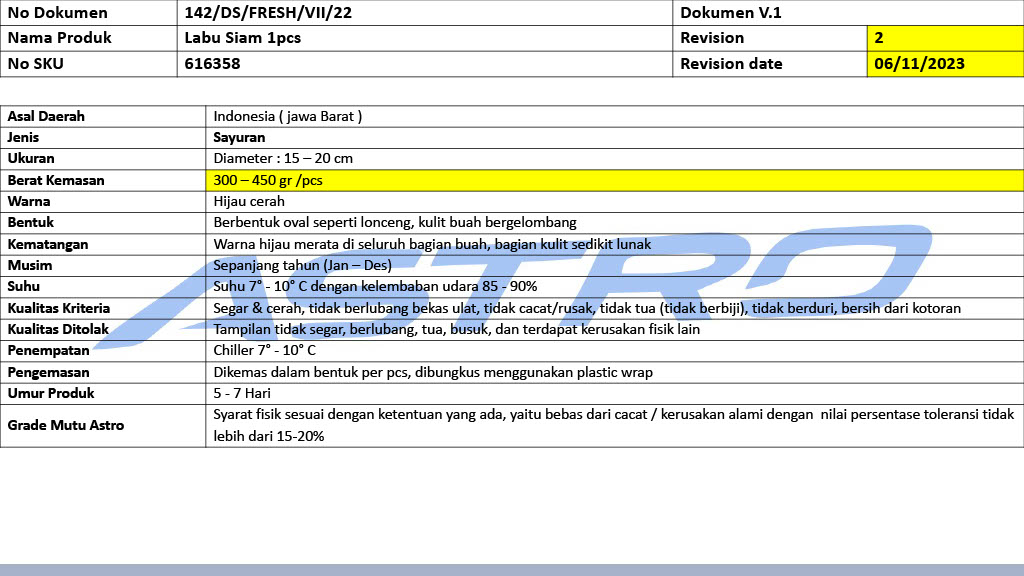 No Dokumen 142/DS/FRESH/VII/22 Dokumen V.1
Nama Produk Labu Siam 1pcs Revision 2
No SKU 616358 Revision date 06/11/2023
Asal Daerah Indonesia ( jawa Barat )
Jenis Sayuran
Ukuran Diameter : 15 – 20 cm
Berat Kemasan 300 – 450 gr /pcs
Warna Hijau cerah
Bentuk Berbentuk oval seperti lonceng, kulit buah bergelombang
Kematangan Warna hijau merata di seluruh bagian buah, bagian kulit sedikit lunak
Musim Sepanjang tahun (Jan – Des)
Suhu Suhu 7° - 10° C dengan kelembaban udara 85 - 90%
Kualitas Kriteria Segar & cerah, tidak berlubang bekas ulat, tidak cacat/rusak, tidak tua (tidak berbiji), tidak berduri, bersih dari kotoran
Kualitas Ditolak Tampilan tidak segar, berlubang, tua, busuk, dan terdapat kerusakan fisik lain
Penempatan Chiller 7° - 10° C
Pengemasan Dikemas dalam bentuk per pcs, dibungkus menggunakan plastic wrap
Umur Produk 5 - 7 Hari
Grade Mutu Astro Syarat fisik sesuai dengan ketentuan yang ada, yaitu bebas dari cacat / kerusakan alami dengan  nilai persentase toleransi tidak
lebih dari 15-20%
ASTRO